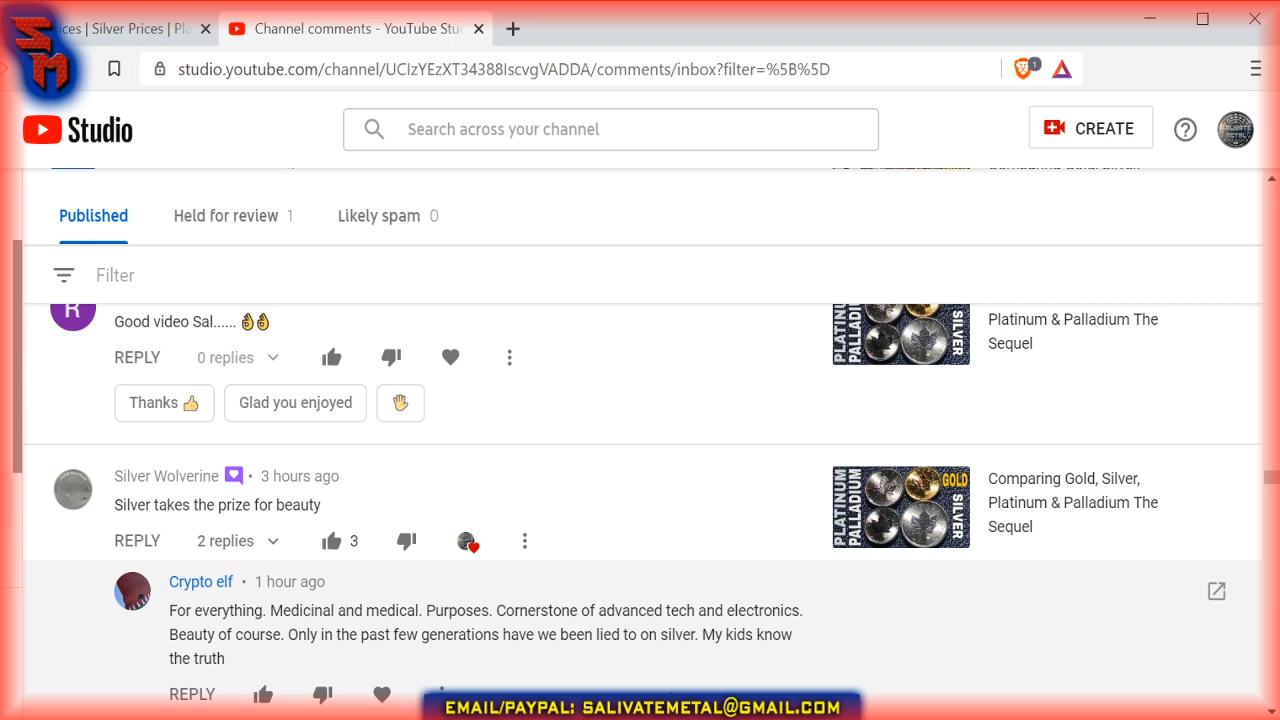 SM
ices | Silver Prices | Pla
Channel comments - YouTube Stu
studio.youtube.com/channel/UCIzYEzXT34388IscvgVADDA/comments/inbox?filter=%5B%5D
1
Studio
Search across your channel
CREATE
SALIVATE METAL
Published
Held for review 1
Likely spam 0
Filter
R
Good video Sal...... 👌👌
REPLY 0 replies
Thanks 👍 Glad you enjoyed 🖐
PLATINUM
PALLADIUM
SILVER
Platinum & Palladium The
Sequel
Silver Wolverine • 3 hours ago
Silver takes the prize for beauty
REPLY 2 replies 3
PLATINUM
PALLADIUM
GOLD
SILVER
Comparing Gold, Silver,
Platinum & Palladium The
Sequel
Crypto elf • 1 hour ago
For everything. Medicinal and medical. Purposes. Cornerstone of advanced tech and electronics.
Beauty of course. Only in the past few generations have we been lied to on silver. My kids know
the truth
REPLY
EMAIL/PAYPAL: SALIVATEMETAL@GMAIL.COM